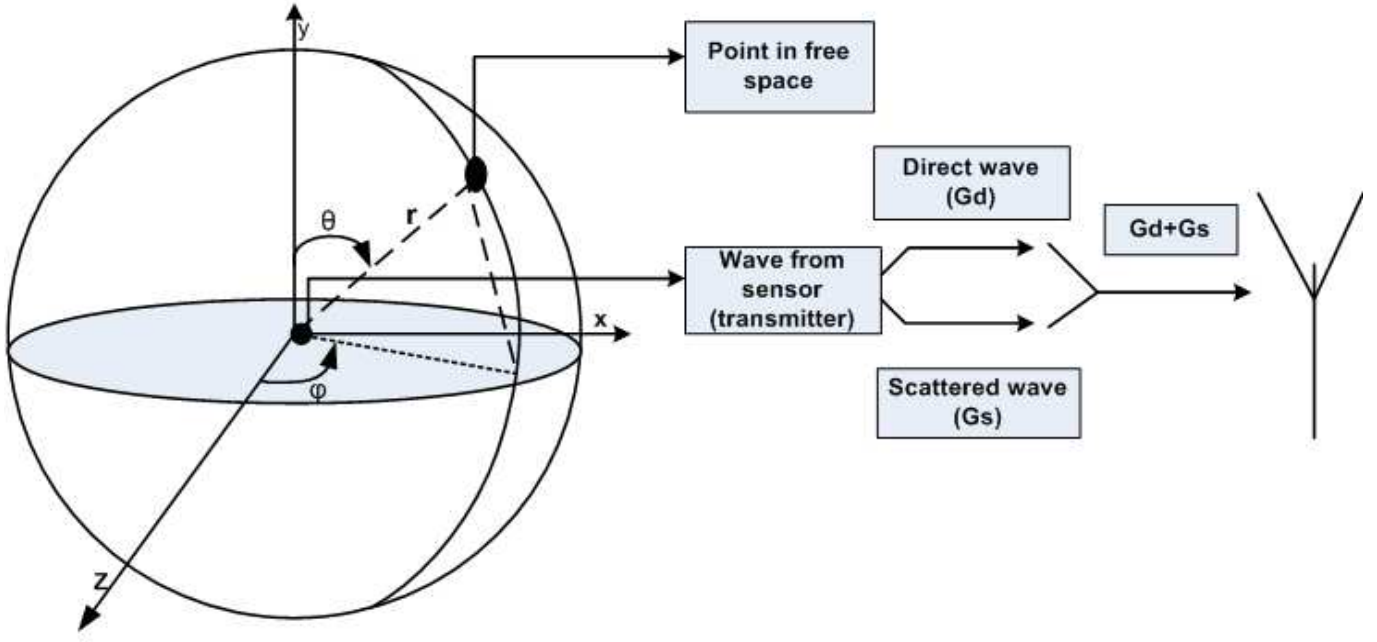 y
Point in free
space
Direct wave
(Gd)
θ
r
Gd+Gs
Wave from
sensor
(transmitter)
x
φ
Scattered wave
(Gs)
Z